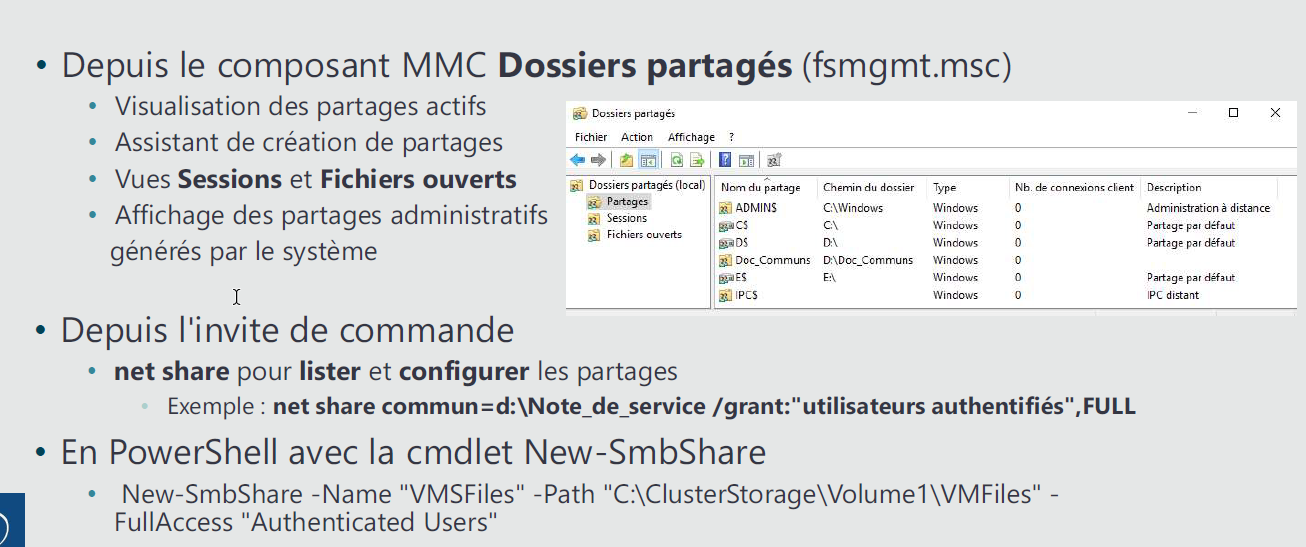 • Depuis le composant MMC Dossiers partagés (fsmgmt.msc)
• Visualisation des partages actifs
• Assistant de création de partages
• Vues Sessions et Fichiers ouverts
• Affichage des partages administratifs
générés par le système
Dossiers partagés
Fichier Action Affichage ?
Dossiers partagés (local)
Partages
Sessions
Fichiers ouverts
Nom du partage Chemin du dossier Type Nb. de connexions client Description
ADMIN$ C:\Windows Windows 0 Administration à distance
C$ C:\ Windows 0 Partage par défaut
D$ D:\ Windows 0 Partage par défaut
Doc_Communs D:\Doc_Communs Windows 0
E$ E:\ Windows 0 Partage par défaut
IPC$ Windows 0 IPC distant
• Depuis l'invite de commande
• net share pour lister et configurer les partages
• Exemple : net share commun=d:\Note_de_service /grant:"utilisateurs authentifiés",FULL
• En PowerShell avec la cmdlet New-SmbShare
• New-SmbShare -Name "VMSFiles" -Path "C:\ClusterStorage\Volume1\VMFiles" -
FullAccess "Authenticated Users"